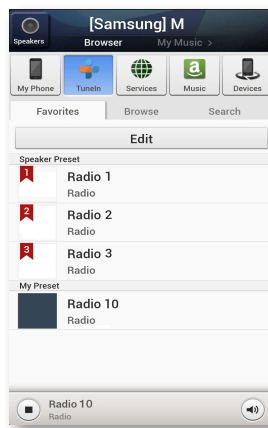 [Samsung] M
Speakers
Browser My Music >
My Phone TuneIn Services Music Devices
Favorites Browse Search
Edit
Speaker Preset
1
Radio 1
Radio
2
Radio 2
Radio
3
Radio 3
Radio
My Preset
Radio 10
Radio
Radio 10
Radio